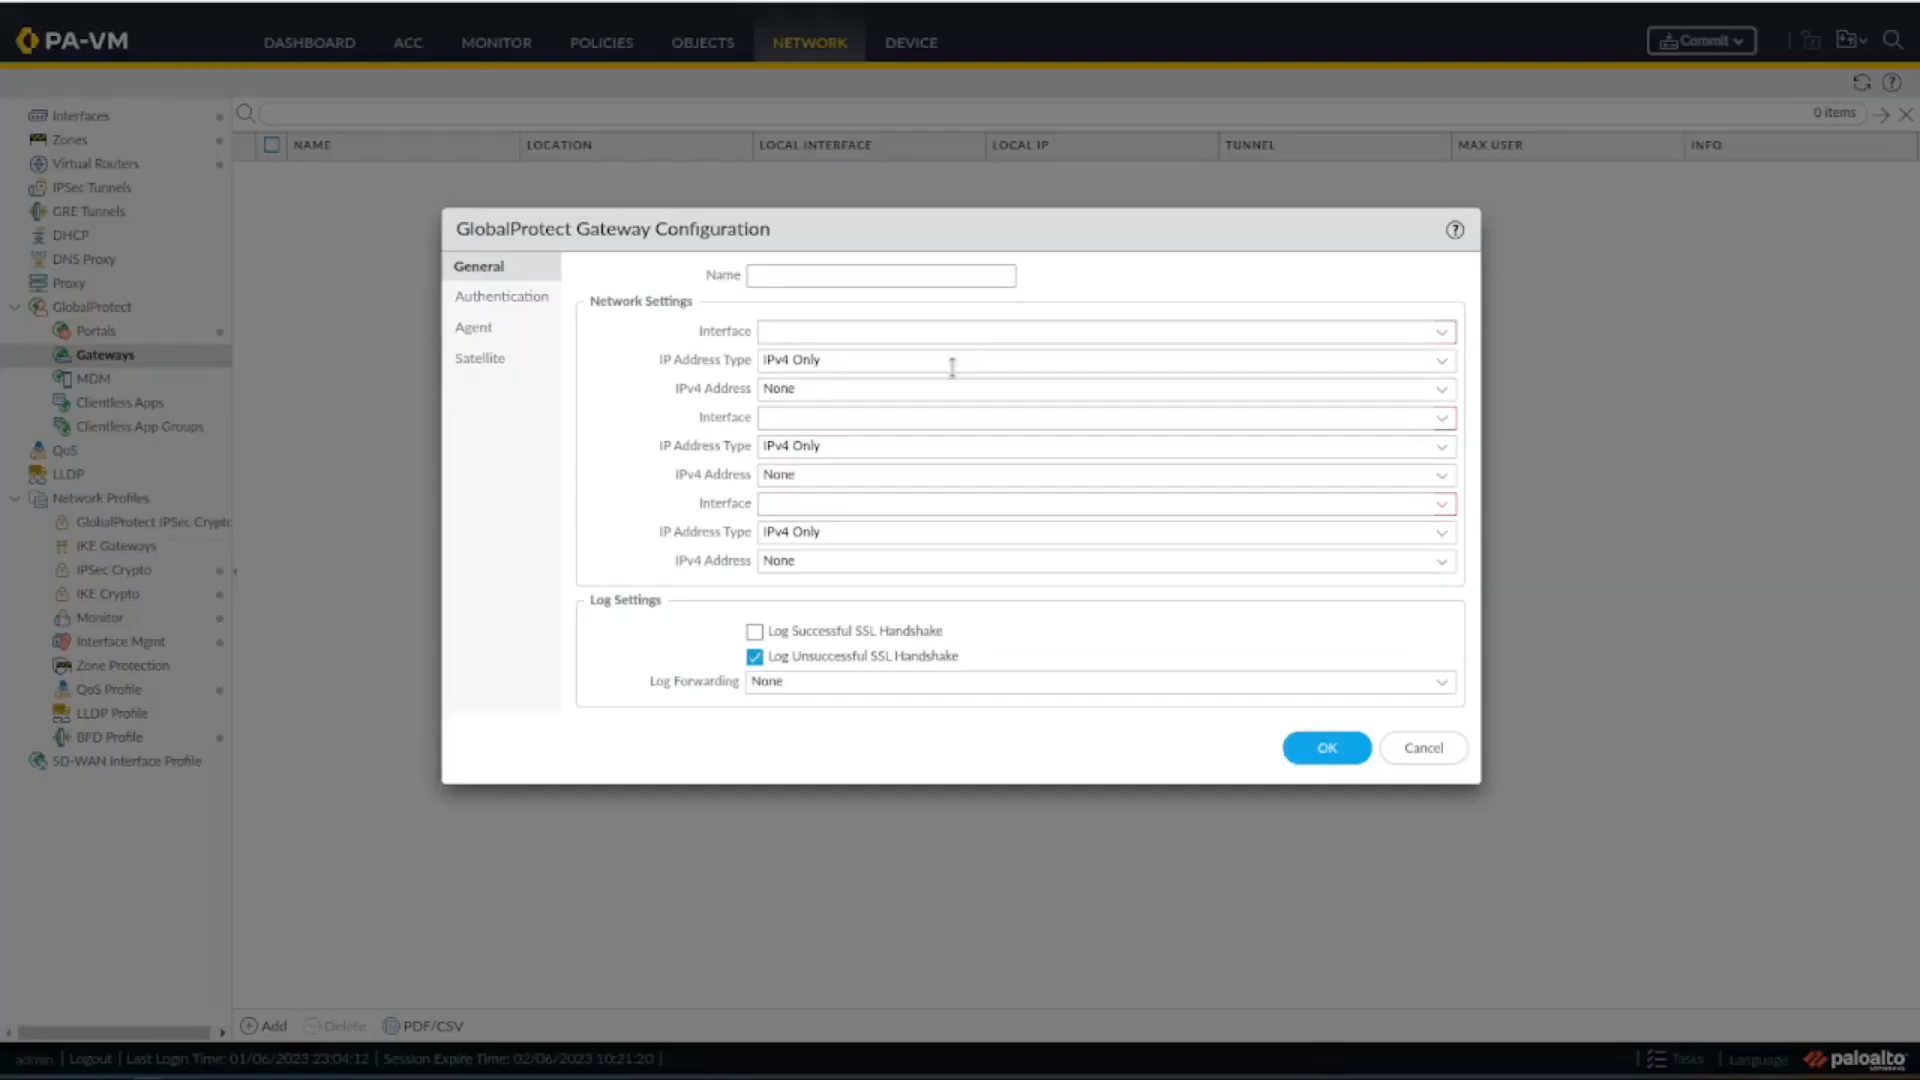 PA-VM
DASHBOARD ACC MONITOR POLICIES OBJECTS NETWORK DEVICE
Commit
0 items
NAME LOCATION LOCAL INTERFACE LOCAL IP TUNNEL MAX USER INFO
Interfaces
Zones
Virtual Routers
IPSec Tunnels
GRE Tunnels
DHCP
DNS Proxy
Proxy
GlobalProtect
Portals
Gateways
MDM
Clientless Apps
Clientless App Groups
QoS
LLDP
Network Profiles
GlobalProtect IPSec Crypto
IKE Gateways
IPSec Crypto
IKE Crypto
Monitor
Interface Mgmt
Zone Protection
QoS Profile
LLDP Profile
BFD Profile
SD-WAN Interface Profile
GlobalProtect Gateway Configuration
General
Authentication
Agent
Satellite
Name
Network Settings
Interface
IP Address Type IPv4 Only
IPv4 Address None
Interface
IP Address Type IPv4 Only
IPv4 Address None
Interface
IP Address Type IPv4 Only
IPv4 Address None
Log Settings
Log Successful SSL Handshake
Log Unsuccessful SSL Handshake
Log Forwarding None
OK Cancel
Add Delete PDF/CSV
admin | Logout | Last Login Time: 01/06/2023 23:04:12 | Session Expire Time: 02/06/2023 10:21:20 |
Tasks | Language paloalto